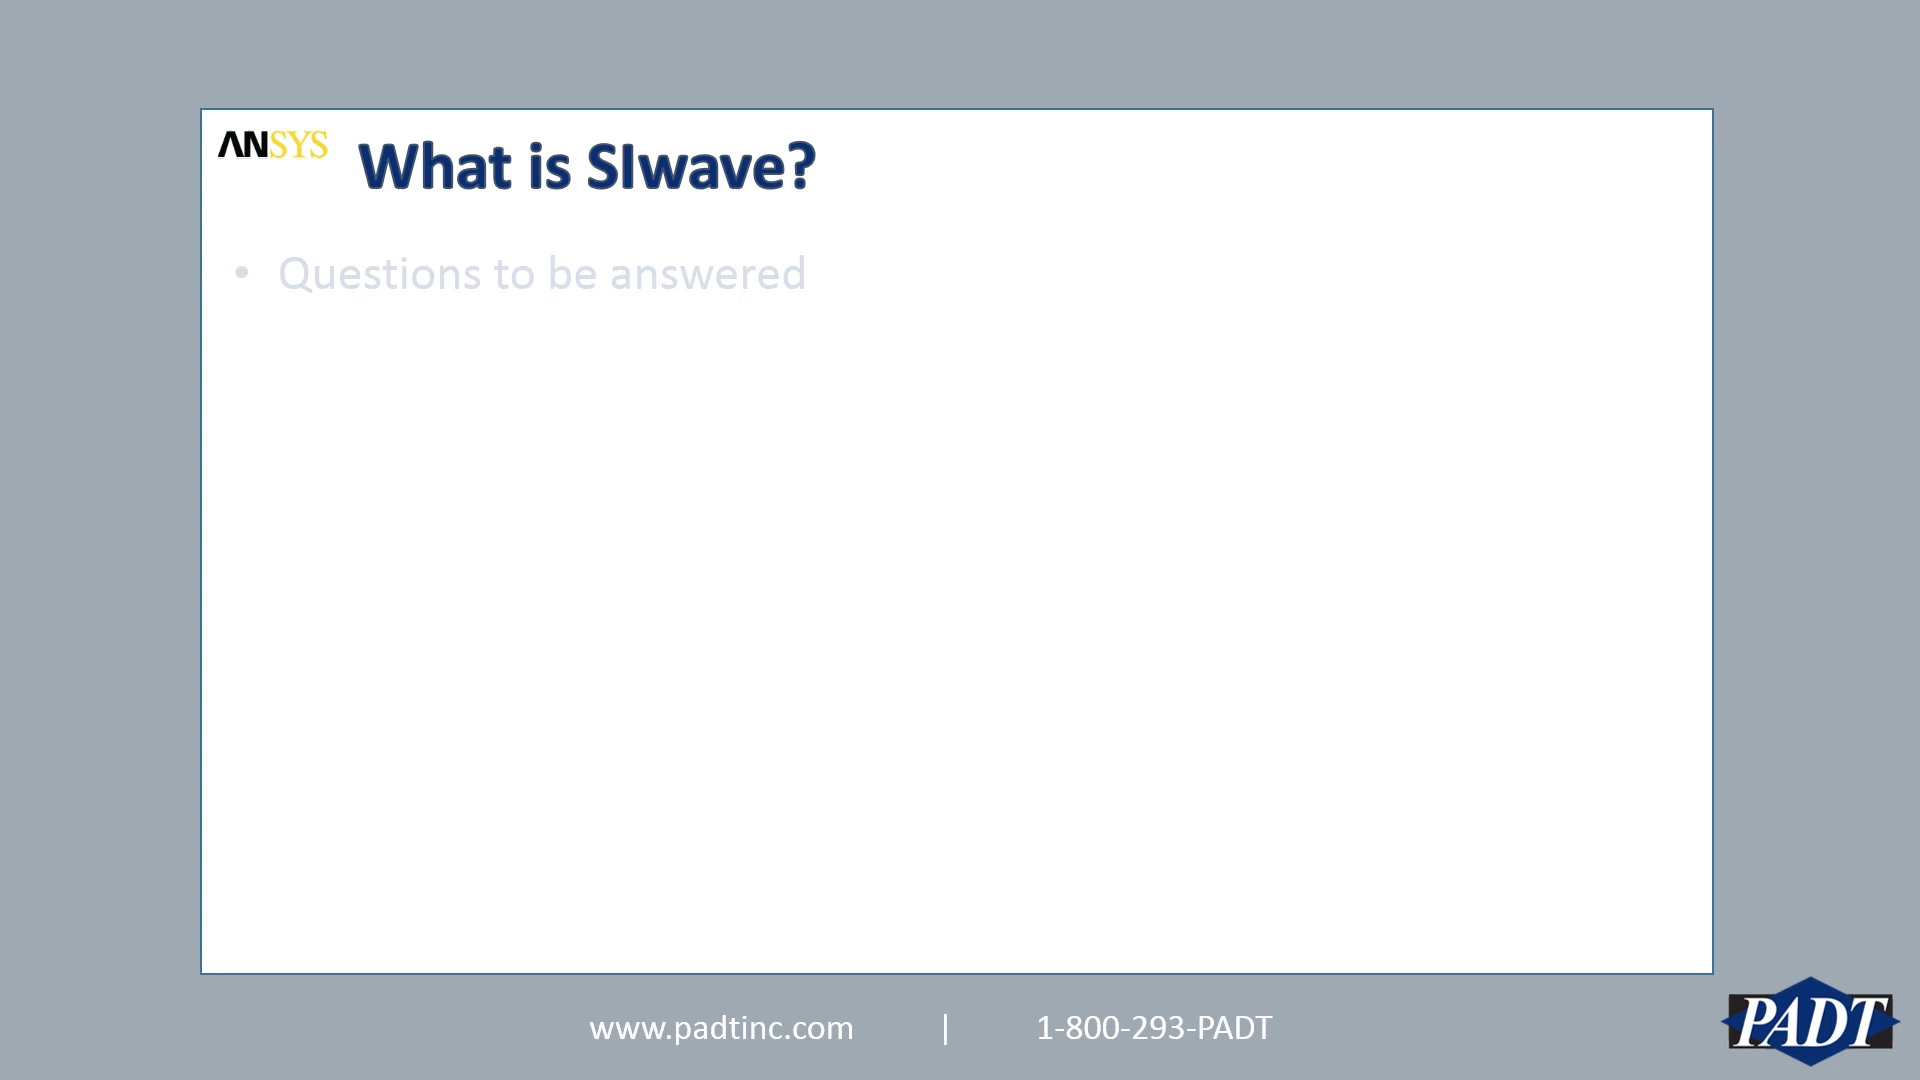 ANSYS
What is SIwave?
• Questions to be answered
www.padtinc.com | 1-800-293-PADT
PADT